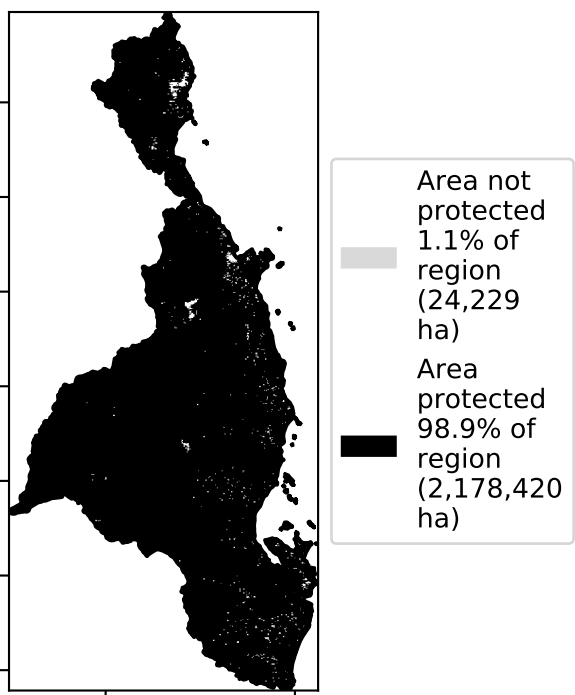 Area not
protected
1.1% of
region
(24,229
ha)
Area
protected
98.9% of
region
(2,178,420
ha)